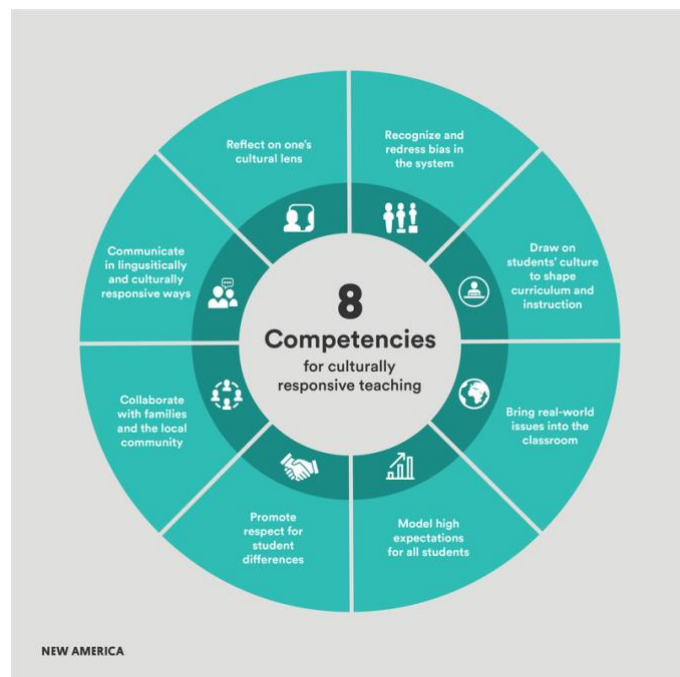 8
Competencies
for culturally
responsive teaching
Reflect on one's
cultural lens
Recognize and
redress bias in
the system
Draw on
students' culture
to shape
curriculum and
instruction
Bring real-world
issues into the
classroom
Model high
expectations
for all students
Promote
respect for
student
differences
Collaborate
with families
and the local
community
Communicate
in lingusitically
and culturally
responsive ways
NEW AMERICA